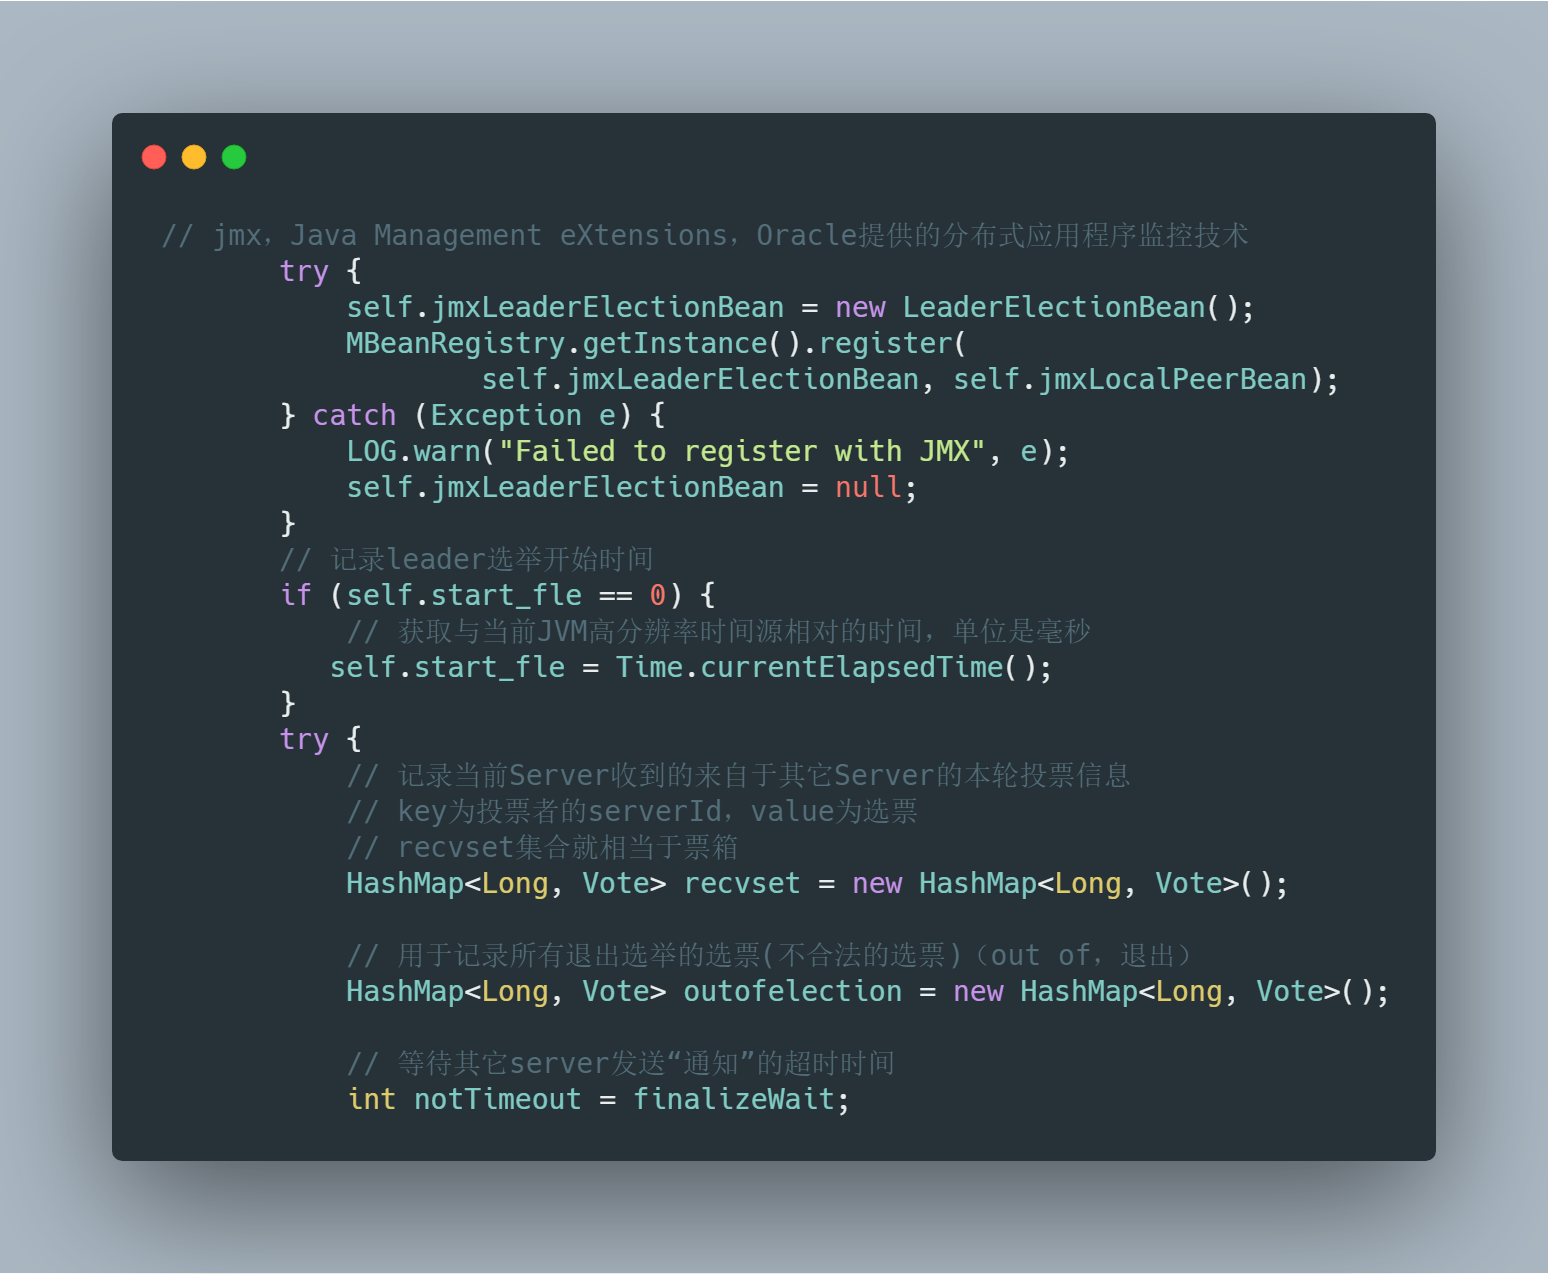 // jmx，Java Management eXtensions，Oracle提供的分布式应用程序监控技术
        try {
            self.jmxLeaderElectionBean = new LeaderElectionBean();
            MBeanRegistry.getInstance().register(
                    self.jmxLeaderElectionBean, self.jmxLocalPeerBean);
        } catch (Exception e) {
            LOG.warn("Failed to register with JMX", e);
            self.jmxLeaderElectionBean = null;
        }
        // 记录leader选举开始时间
        if (self.start_fle == 0) {
            // 获取与当前JVM高分辨率时间源相对的时间，单位是毫秒
           self.start_fle = Time.currentElapsedTime();
        }
        try {
            // 记录当前Server收到的来自于其它Server的本轮投票信息
            // key为投票者的serverId，value为选票
            // recvset集合就相当于票箱
            HashMap<Long, Vote> recvset = new HashMap<Long, Vote>();

            // 用于记录所有退出选举的选票(不合法的选票)（out of，退出）
            HashMap<Long, Vote> outofelection = new HashMap<Long, Vote>();

            // 等待其它server发送“通知”的超时时间
            int notTimeout = finalizeWait;